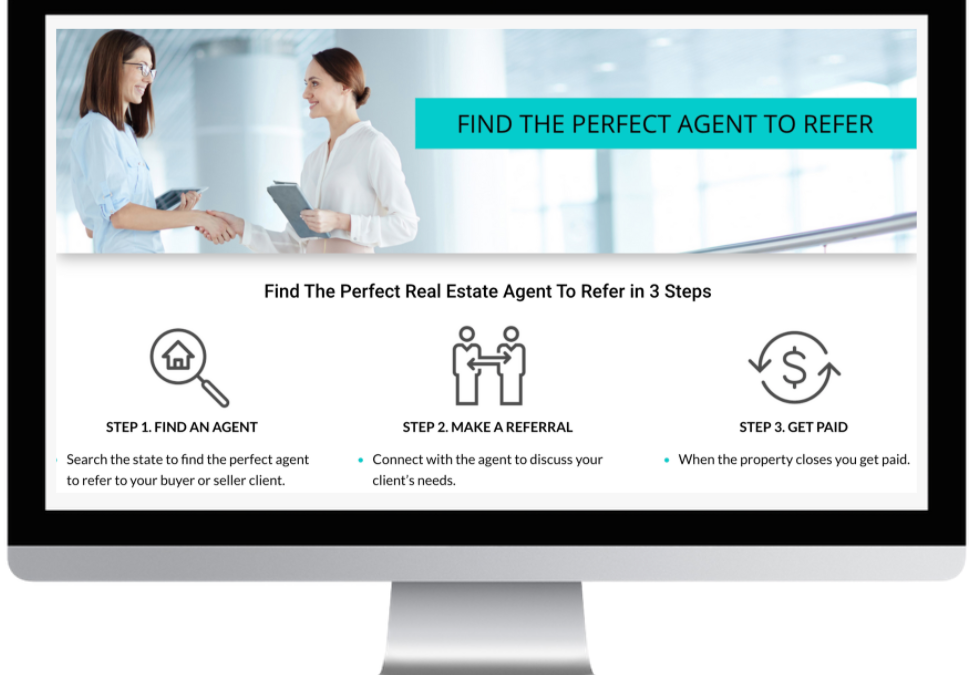 FIND THE PERFECT AGENT TO REFER
Find The Perfect Real Estate Agent To Refer in 3 Steps
STEP 1. FIND AN AGENT
Search the state to find the perfect agent
to refer to your buyer or seller client.
STEP 2. MAKE A REFERRAL
Connect with the agent to discuss your
client’s needs.
STEP 3. GET PAID
When the property closes you get paid.